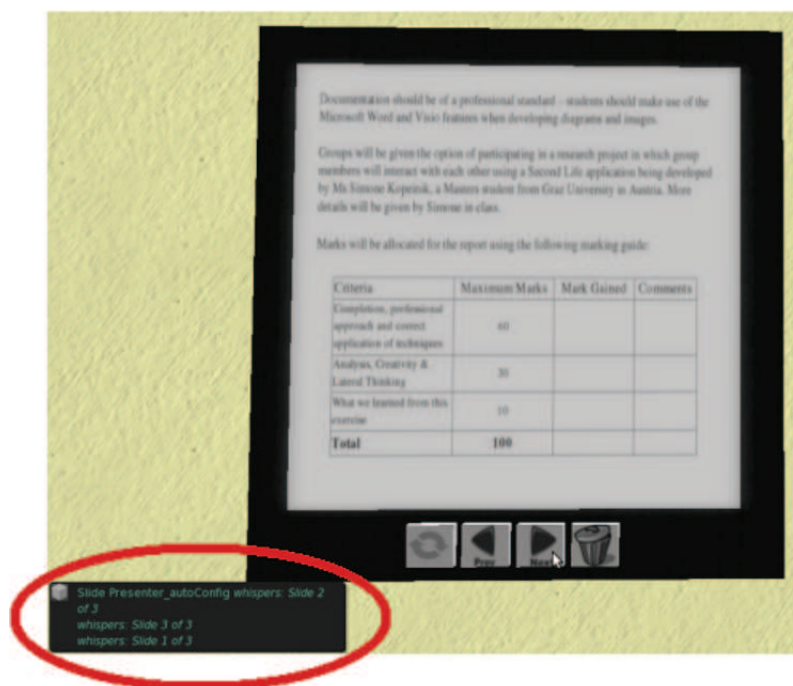 Documentation should be of a professional standard – students should make use of the
Microsoft Word and Visio features when developing diagrams and images.
Groups will be given the option of participating in a research project in which group
members will interact with each other using a Second Life application being developed
by Ms Simone Kopeinik, a Masters student from Graz University in Austria. More
details will be given by Simone in class.
Marks will be allocated for the report using the following marking guide:
Criteria Maximum Marks Mark Gained Comments
Completion, professional
approach and correct
application of techniques
60
Analysis, Creativity &
Lateral Thinking
30
What we learned from this
exercise
10
Total 100
Prev Next
Slide Presenter_autoConfig whispers: Slide 2
of 3
whispers: Slide 3 of 3
whispers: Slide 1 of 3